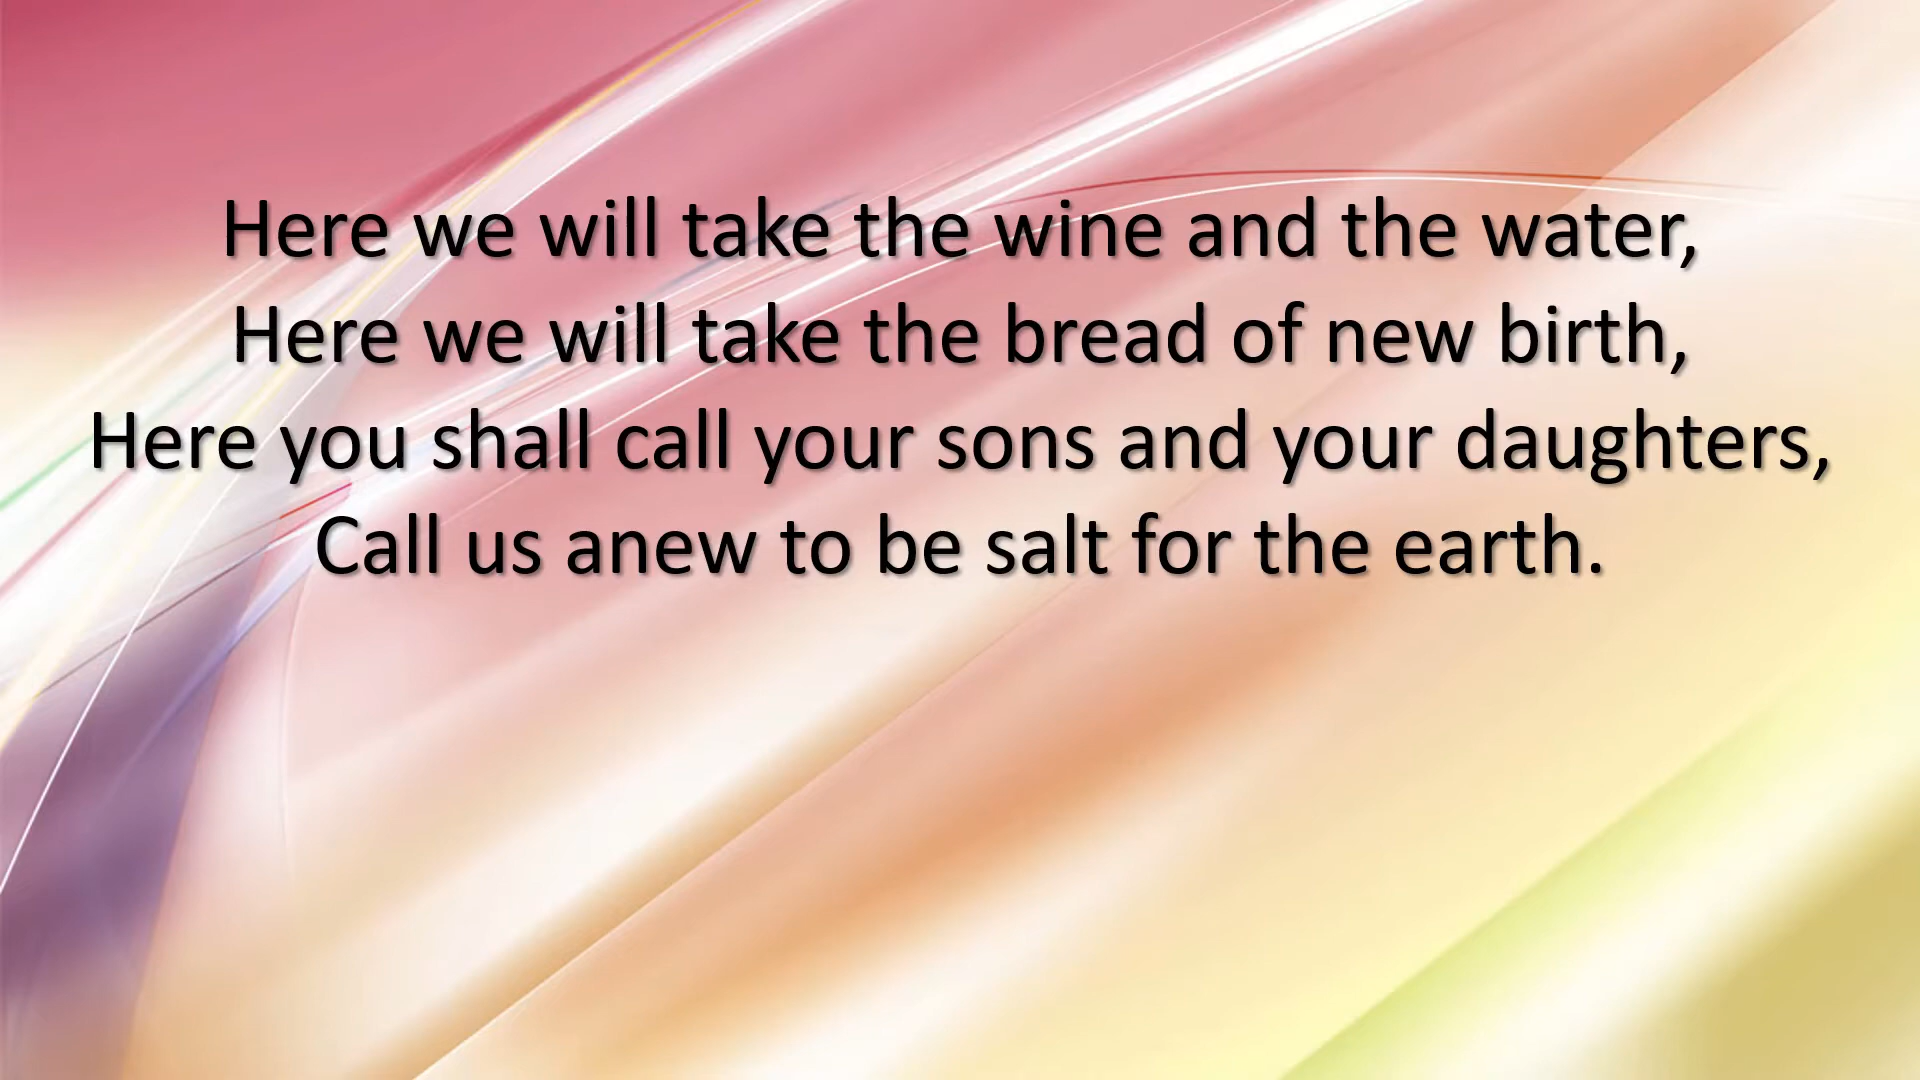 Here we will take the wine and the water,
Here we will take the bread of new birth,
Here you shall call your sons and your daughters,
Call us anew to be salt for the earth.